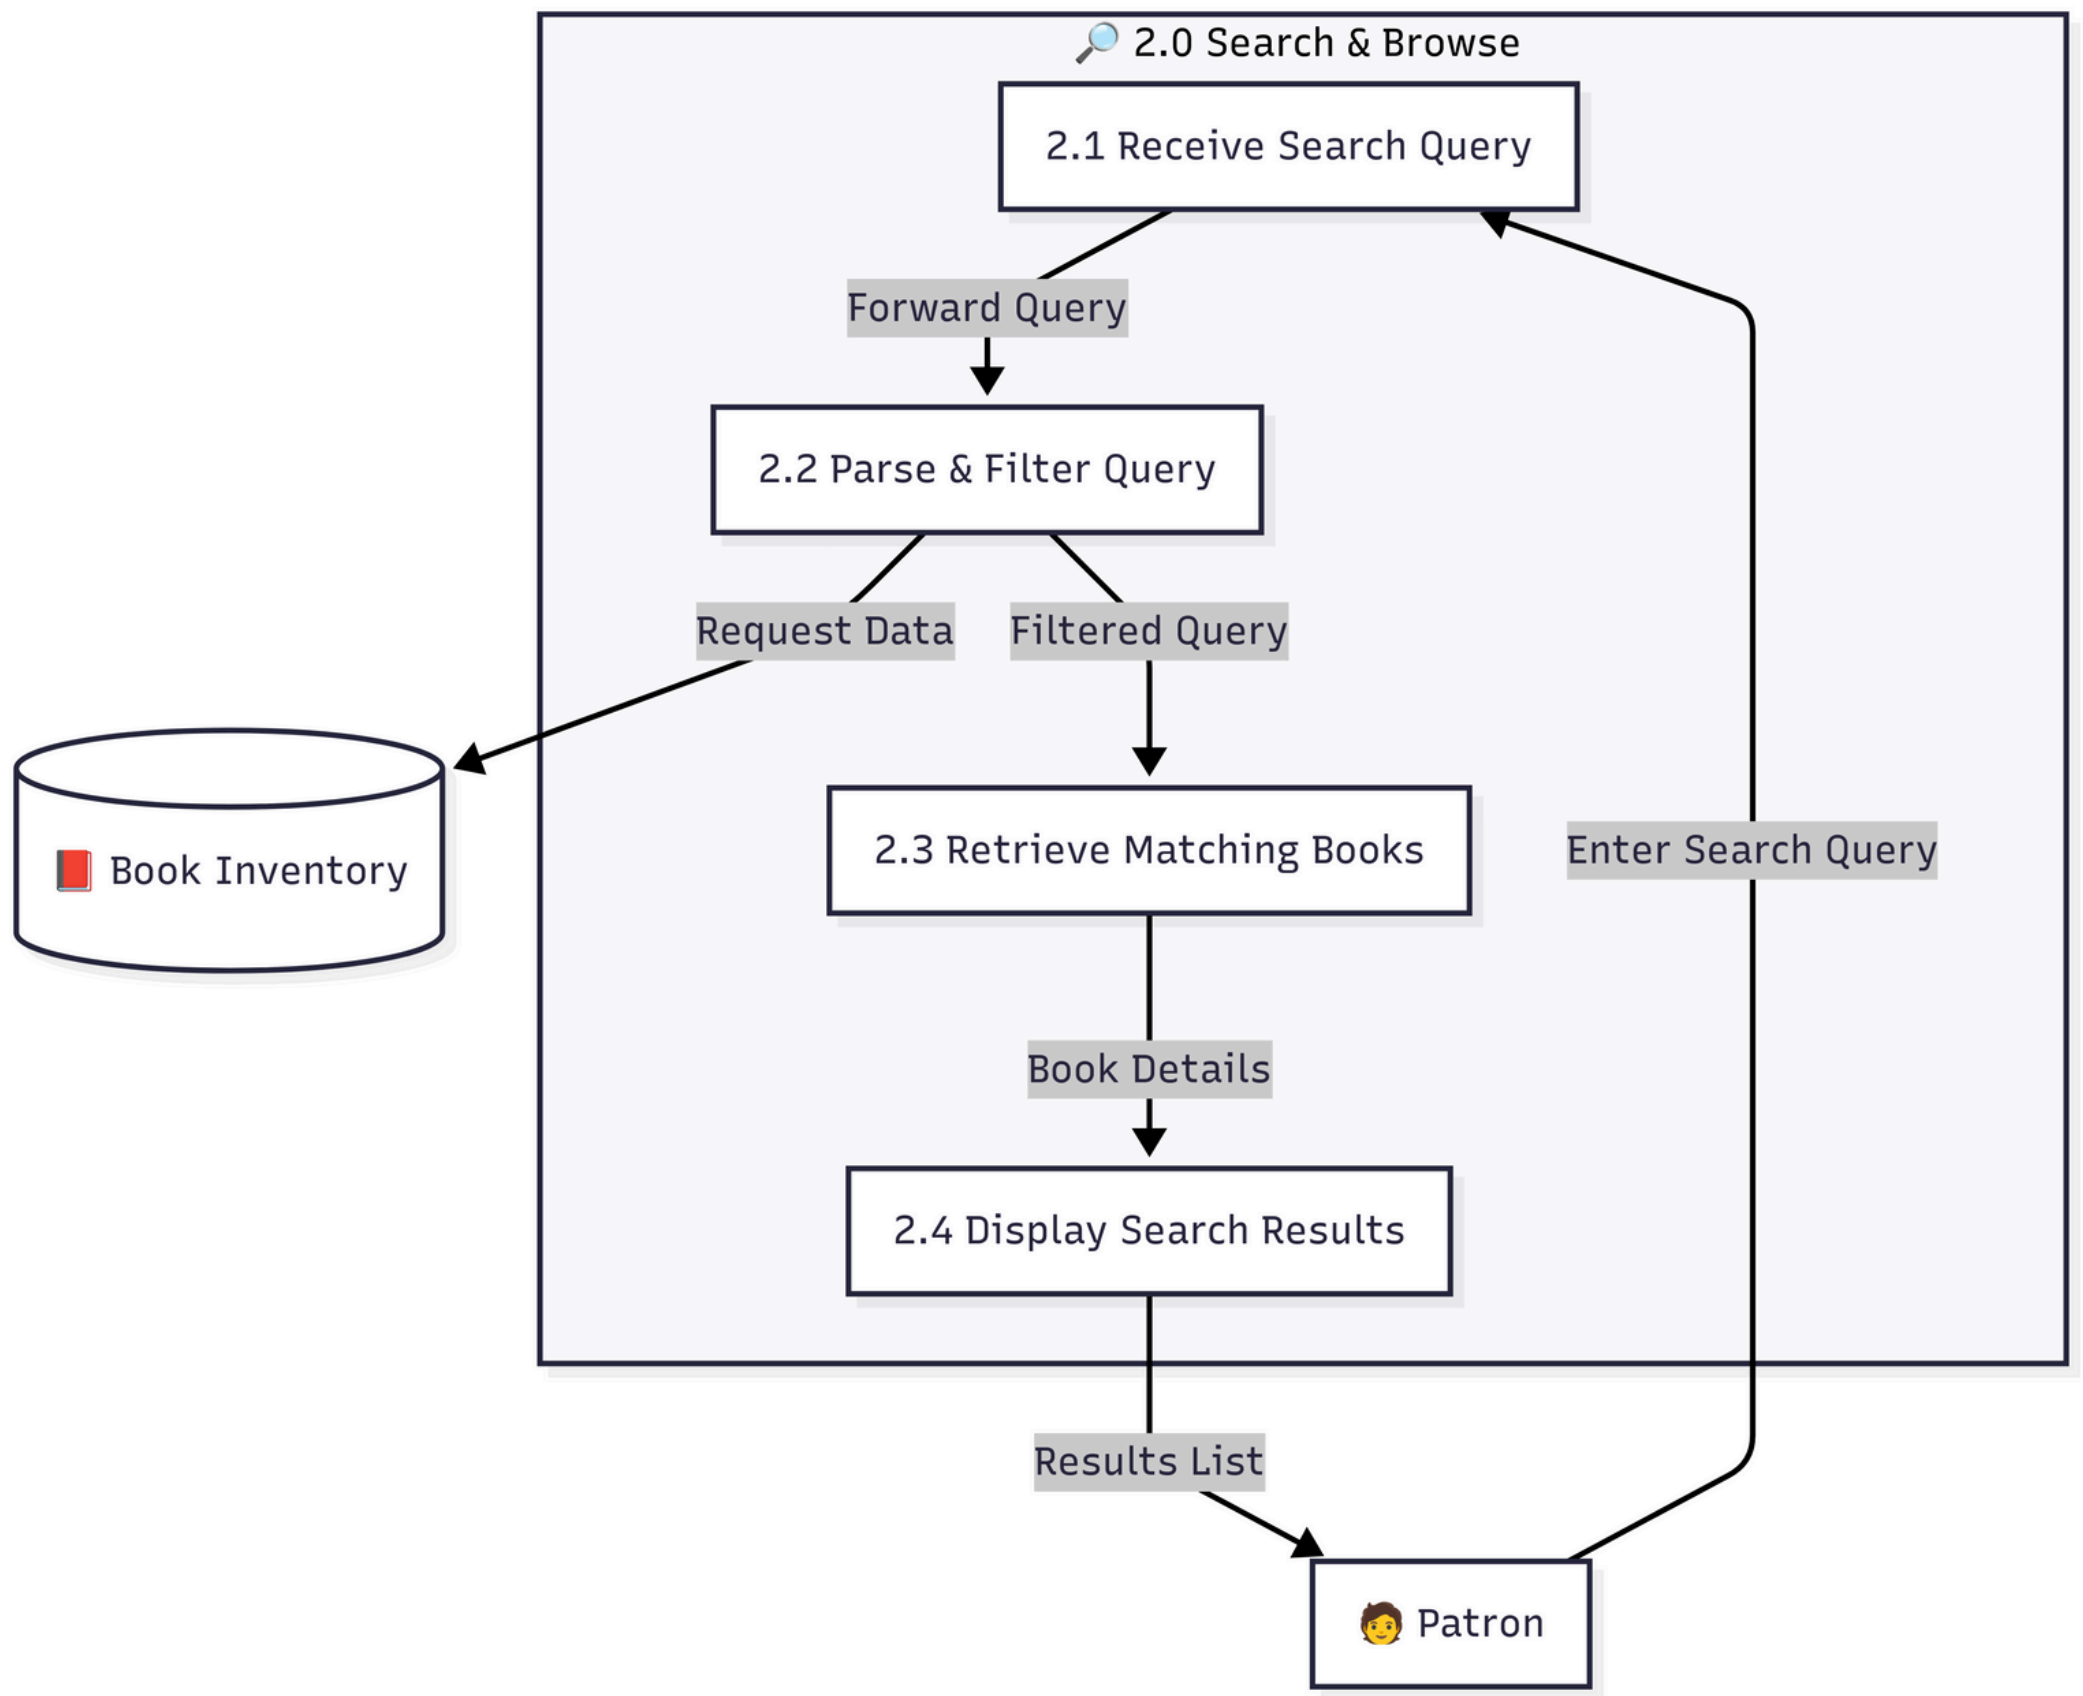 🔎 2.0 Search & Browse
2.1 Receive Search Query
Forward Query
2.2 Parse & Filter Query
Request Data
Filtered Query
📕 Book Inventory
2.3 Retrieve Matching Books
Enter Search Query
Book Details
2.4 Display Search Results
Results List
🧑 Patron